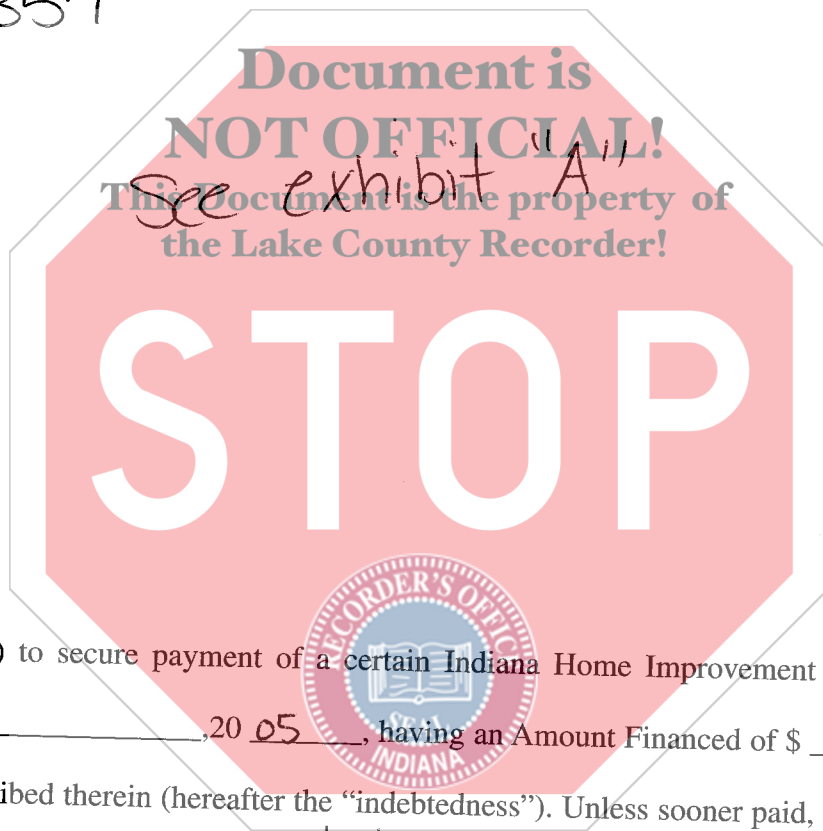 Document is
NOT OFFICIAL!
See exhibit "A"
This Document is the property of
the Lake County Recorder!
STOP
RECORDER'S OFFICE
to secure payment of a certain Indiana Home Improvement
,20 05 , having an Amount Financed of $
SEAL
INDIANA
ibed therein (hereafter the “indebtedness”). Unless sooner paid,